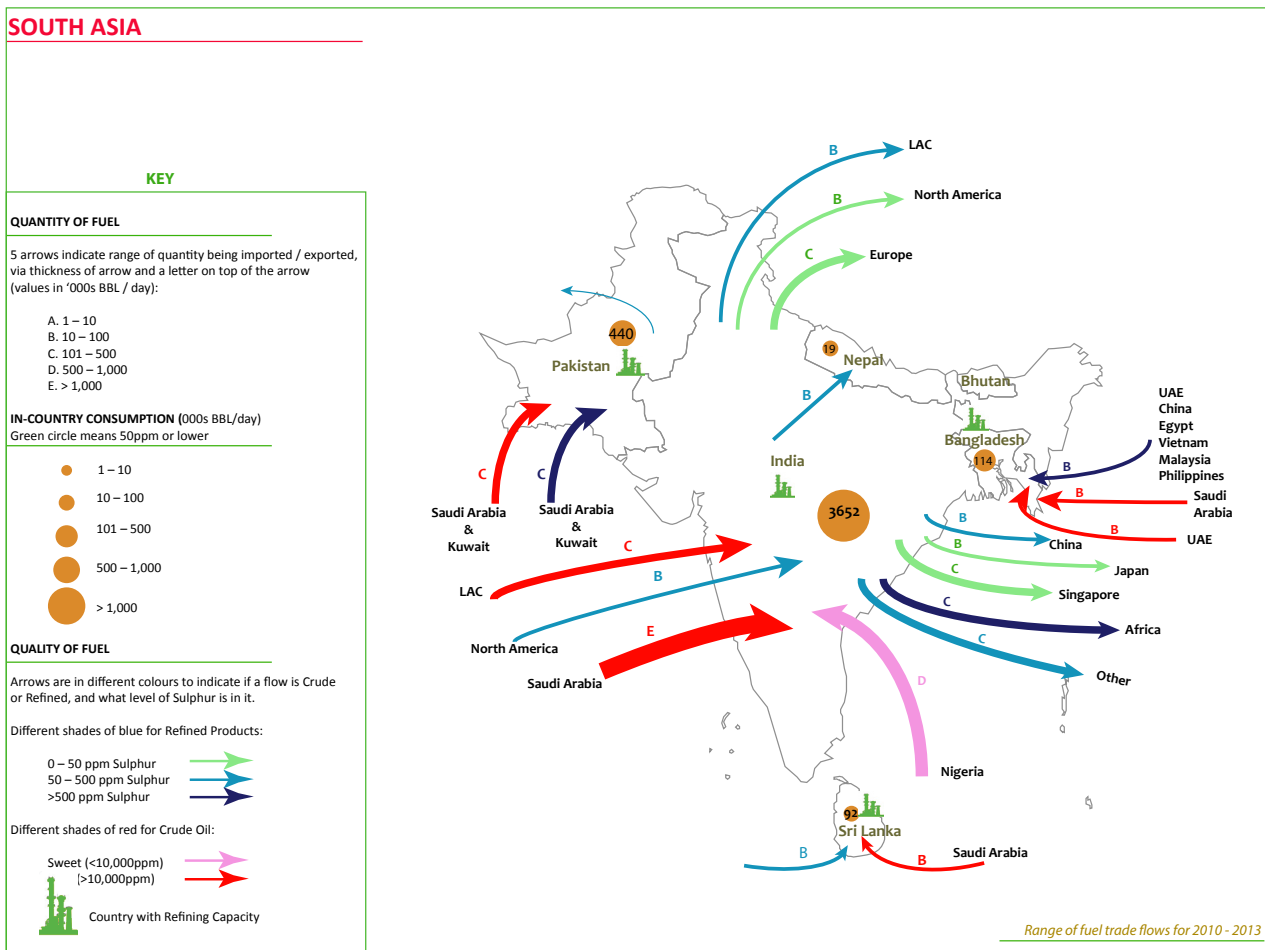 SOUTH ASIA
KEY
QUANTITY OF FUEL
5 arrows indicate range of quantity being imported / exported,
via thickness of arrow and a letter on top of the arrow
(values in ‘000s BBL / day):
A. 1 – 10
B. 10 – 100
C. 101 – 500
D. 500 – 1,000
E. > 1,000
IN-COUNTRY CONSUMPTION (000s BBL/day)
Green circle means 50ppm or lower
1 – 10
10 – 100
101 – 500
500 – 1,000
> 1,000
QUALITY OF FUEL
Arrows are in different colours to indicate if a flow is Crude
or Refined, and what level of Sulphur is in it.
Different shades of blue for Refined Products:
0 – 50 ppm Sulphur
50 – 500 ppm Sulphur
>500 ppm Sulphur
Different shades of red for Crude Oil:
Sweet (<10,000ppm)
(>10,000ppm)
Country with Refining Capacity
B
LAC
B
North America
C
Europe
440
Pakistan
19
Nepal
B
Bhutan
Bangladesh
114
India
3652
UAE
China
Egypt
Vietnam
Malaysia
Philippines
B
B
Saudi
Arabia
B
UAE
C
Saudi Arabia
&
Kuwait
C
Saudi Arabia
&
Kuwait
C
LAC
B
North America
E
Saudi Arabia
B
China
B
Japan
C
Singapore
C
Africa
C
Other
D
Nigeria
92
Sri Lanka
B
B
Saudi Arabia
Range of fuel trade flows for 2010 - 2013